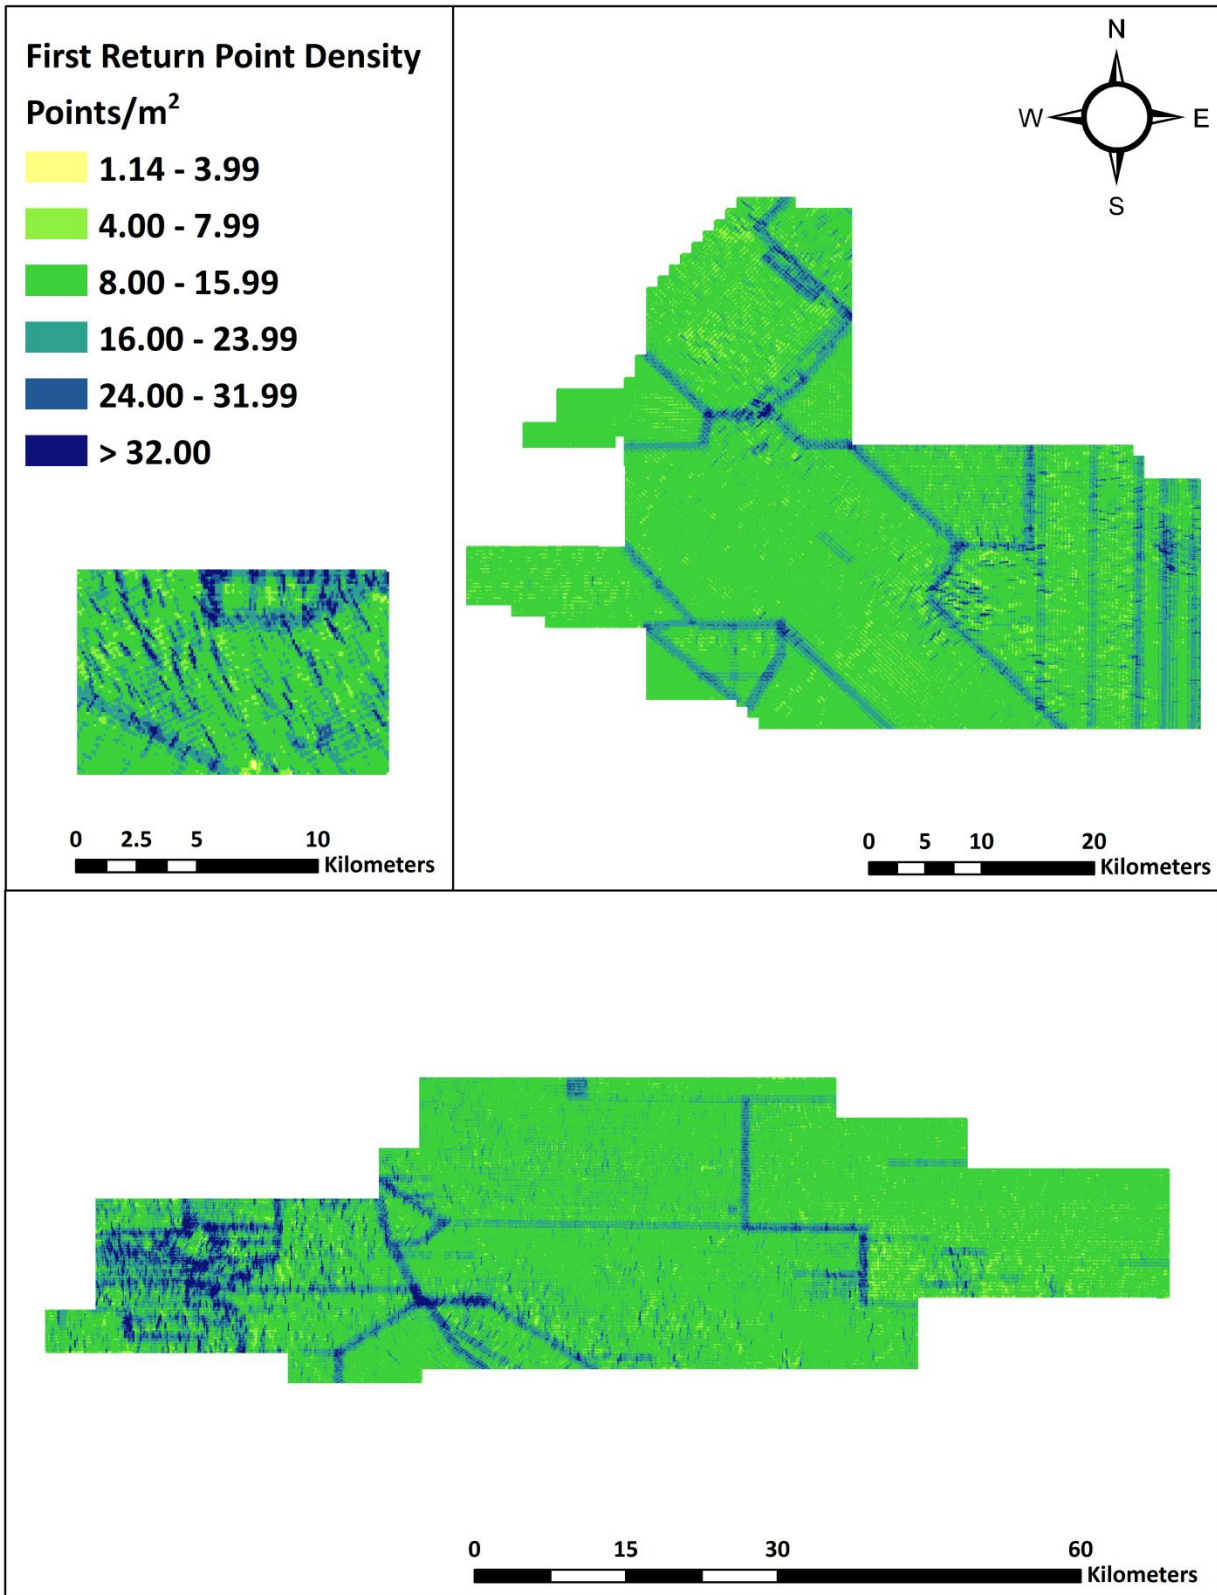 First Return Point Density
Points/m²
1.14 - 3.99
4.00 - 7.99
8.00 - 15.99
16.00 - 23.99
24.00 - 31.99
> 32.00
N
W E
S
0 2.5 5 10
Kilometers
0 5 10 20
Kilometers
0 15 30 60
Kilometers